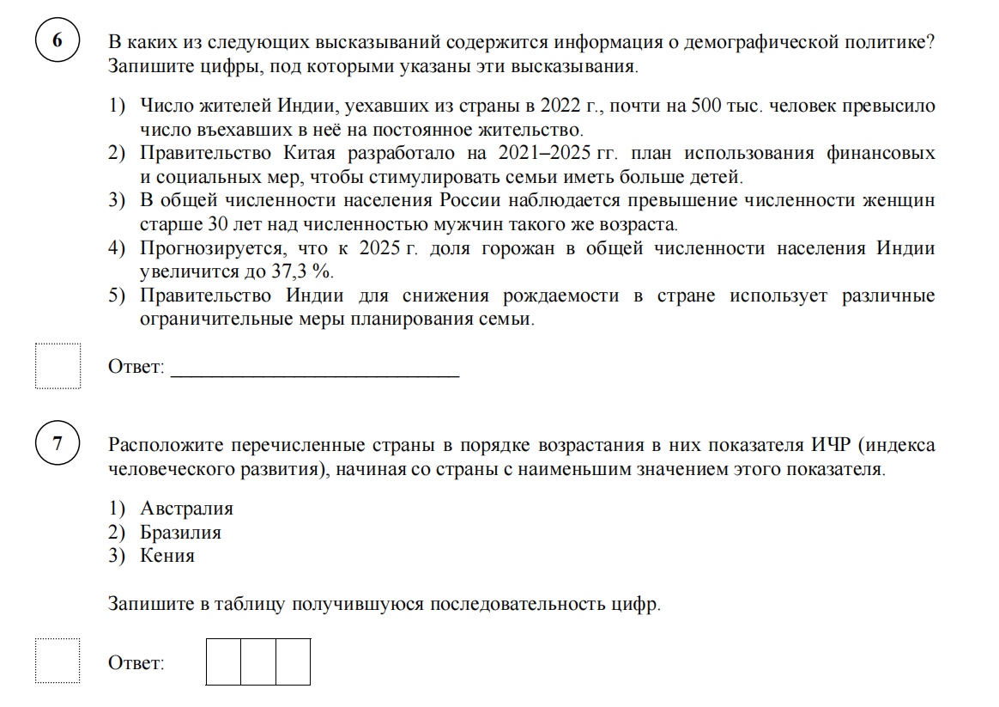 6
В каких из следующих высказываний содержится информация о демографической политике?
Запишите цифры, под которыми указаны эти высказывания.
1) Число жителей Индии, уехавших из страны в 2022 г., почти на 500 тыс. человек превысило
число въехавших в неё на постоянное жительство.
2) Правительство Китая разработало на 2021–2025 гг. план использования финансовых
и социальных мер, чтобы стимулировать семьи иметь больше детей.
3) В общей численности населения России наблюдается превышение численности женщин
старше 30 лет над численностью мужчин такого же возраста.
4) Прогнозируется, что к 2025 г. доля горожан в общей численности населения Индии
увеличится до 37,3 %.
5) Правительство Индии для снижения рождаемости в стране использует различные
ограничительные меры планирования семьи.
Ответ: ____________________________
7
Расположите перечисленные страны в порядке возрастания в них показателя ИЧР (индекса
человеческого развития), начиная со страны с наименьшим значением этого показателя.
1) Австралия
2) Бразилия
3) Кения
Запишите в таблицу получившуюся последовательность цифр.
Ответ: